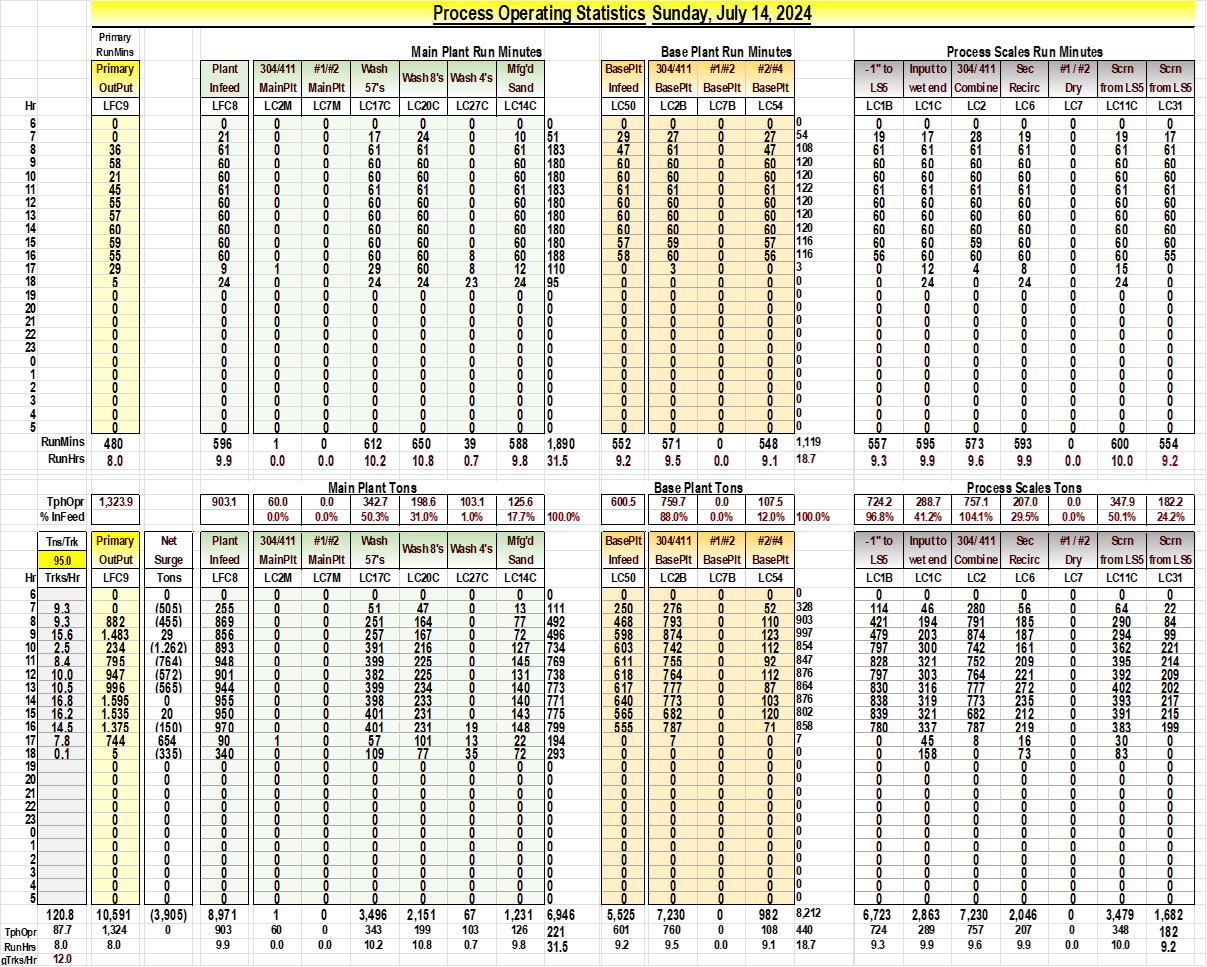 Process Operating Statistics Sunday, July 14, 2024
Primary
RunMins Main Plant Run Minutes Base Plant Run Minutes Process Scales Run Minutes
Primary Plant 304/411 #1/#2 Wash Wash 8's Wash 4's Mfg'd BasePlt 304/411 #1/#2 #2/#4 -1" to Input to 304/ 411 Sec #1 / #2 Scrn Scrn
OutPut Infeed MainPlt MainPlt 57's Sand Infeed BasePlt BasePlt BasePlt LS5 wet end Combine Recirc Dry from LS5 from LS5
Hr LFC9 LFC8 LC2M LC7M LC17C LC20C LC27C LC14C LC50 LC2B LC7B LC54 LC1B LC1C LC2 LC6 LC7 LC11C LC31
6 0 0 0 0 0 0 0 0 0 0 0 0 0 0 0 0 0 0 0 0 0
7 0 21 0 0 17 24 0 10 51 29 27 0 27 54 19 17 28 19 0 19 17
8 36 61 0 0 61 61 0 61 183 47 61 0 47 108 61 61 61 61 0 61 61
9 58 60 0 0 60 60 0 60 180 60 60 0 60 120 60 60 60 60 0 60 60
10 21 60 0 0 60 60 0 60 180 60 60 0 60 120 60 60 60 60 0 60 60
11 45 61 0 0 61 61 0 61 183 61 61 0 61 122 61 61 61 61 0 61 61
12 55 60 0 0 60 60 0 60 180 60 60 0 60 120 60 60 60 60 0 60 60
13 57 60 0 0 60 60 0 60 180 60 60 0 60 120 60 60 60 60 0 60 60
14 60 60 0 0 60 60 0 60 180 60 60 0 60 120 60 60 60 60 0 60 60
15 59 60 0 0 60 60 0 60 180 57 59 0 57 116 60 60 59 60 0 60 60
16 55 60 0 0 60 60 8 60 188 58 60 0 56 116 56 60 60 60 0 60 55
17 29 9 1 0 29 60 8 12 110 0 3 0 0 3 0 12 4 8 0 15 0
18 5 24 0 0 24 24 23 24 95 0 0 0 0 0 0 24 0 24 0 24 0
19 0 0 0 0 0 0 0 0 0 0 0 0 0 0 0 0 0 0 0 0 0
20 0 0 0 0 0 0 0 0 0 0 0 0 0 0 0 0 0 0 0 0 0
21 0 0 0 0 0 0 0 0 0 0 0 0 0 0 0 0 0 0 0 0 0
22 0 0 0 0 0 0 0 0 0 0 0 0 0 0 0 0 0 0 0 0 0
23 0 0 0 0 0 0 0 0 0 0 0 0 0 0 0 0 0 0 0 0 0
0 0 0 0 0 0 0 0 0 0 0 0 0 0 0 0 0 0 0 0 0 0
1 0 0 0 0 0 0 0 0 0 0 0 0 0 0 0 0 0 0 0 0 0
2 0 0 0 0 0 0 0 0 0 0 0 0 0 0 0 0 0 0 0 0 0
3 0 0 0 0 0 0 0 0 0 0 0 0 0 0 0 0 0 0 0 0 0
4 0 0 0 0 0 0 0 0 0 0 0 0 0 0 0 0 0 0 0 0 0
5 0 0 0 0 0 0 0 0 0 0 0 0 0 0 0 0 0 0 0 0 0
RunMins 480 596 1 0 612 650 39 588 1,890 552 571 0 548 1,119 557 595 573 593 0 600 554
RunHrs 8.0 9.9 0.0 0.0 10.2 10.8 0.7 9.8 31.5 9.2 9.5 0.0 9.1 18.7 9.3 9.9 9.6 9.9 0.0 10.0 9.2
Main Plant Tons Base Plant Tons Process Scales Tons
TphOpr 1,323.9 903.1 60.0 0.0 342.7 198.6 103.1 125.6 600.5 759.7 0.0 107.5 724.2 288.7 757.1 207.0 0.0 347.9 182.2
% InFeed 0.0% 0.0% 50.3% 31.0% 1.0% 17.7% 100.0% 88.0% 0.0% 12.0% 100.0% 96.8% 41.2% 104.1% 29.5% 0.0% 50.1% 24.2%
Tns/Trk Primary Net Plant 304/411 #1/#2 Wash Wash 8's Wash 4's Mfg'd BasePlt 304/411 #1/#2 #2/#4 -1" to Input to 304/ 411 Sec #1 / #2 Scrn Scrn
95.0 OutPut Surge Infeed MainPlt MainPlt 57's Sand Infeed BasePlt BasePlt BasePlt LS5 wet end Combine Recirc Dry from LS5 from LS5
Hr Trks/Hr LFC9 Tons LFC8 LC2M LC7M LC17C LC20C LC27C LC14C LC50 LC2B LC7B LC54 LC1B LC1C LC2 LC6 LC7 LC11C LC31
6 0 0 0 0 0 0 0 0 0 0 0 0 0 0 0 0 0 0 0 0 0 0
7 9.3 0 (505) 255 0 0 51 47 0 13 111 250 276 0 52 328 114 46 280 56 0 64 22
8 9.3 882 (455) 869 0 0 251 164 0 77 492 468 793 0 110 903 421 194 791 185 0 290 84
9 15.6 1,483 29 856 0 0 257 167 0 72 496 598 874 0 123 997 479 203 874 187 0 294 99
10 2.5 234 (1,262) 893 0 0 391 216 0 127 734 603 742 0 112 854 797 300 742 161 0 362 221
11 8.4 795 (764) 948 0 0 399 225 0 145 769 611 755 0 92 847 828 321 752 209 0 395 214
12 10.0 947 (572) 901 0 0 382 225 0 131 738 618 764 0 112 876 797 303 764 221 0 392 209
13 10.5 996 (565) 944 0 0 399 234 0 140 773 617 777 0 87 864 830 316 777 272 0 402 202
14 16.8 1,595 0 955 0 0 398 233 0 140 771 640 773 0 103 876 838 319 773 235 0 393 217
15 16.2 1,535 20 950 0 0 401 231 0 143 775 565 682 0 120 802 839 321 682 212 0 391 215
16 14.5 1,375 (150) 970 0 0 401 231 19 148 799 555 787 0 71 858 780 337 787 219 0 383 199
17 7.8 744 654 90 1 0 57 101 13 22 194 0 7 0 0 7 0 45 8 16 0 30 0
18 0.1 5 (335) 340 0 0 109 77 35 72 293 0 0 0 0 0 0 158 0 73 0 83 0
19 0 0 0 0 0 0 0 0 0 0 0 0 0 0 0 0 0 0 0 0 0 0
20 0 0 0 0 0 0 0 0 0 0 0 0 0 0 0 0 0 0 0 0 0 0
21 0 0 0 0 0 0 0 0 0 0 0 0 0 0 0 0 0 0 0 0 0 0
22 0 0 0 0 0 0 0 0 0 0 0 0 0 0 0 0 0 0 0 0 0 0
23 0 0 0 0 0 0 0 0 0 0 0 0 0 0 0 0 0 0 0 0 0 0
0 0 0 0 0 0 0 0 0 0 0 0 0 0 0 0 0 0 0 0 0 0 0
1 0 0 0 0 0 0 0 0 0 0 0 0 0 0 0 0 0 0 0 0 0 0
2 0 0 0 0 0 0 0 0 0 0 0 0 0 0 0 0 0 0 0 0 0 0
3 0 0 0 0 0 0 0 0 0 0 0 0 0 0 0 0 0 0 0 0 0 0
4 0 0 0 0 0 0 0 0 0 0 0 0 0 0 0 0 0 0 0 0 0 0
5 0 0 0 0 0 0 0 0 0 0 0 0 0 0 0 0 0 0 0 0 0 0
120.8 10,591 (3,905) 8,971 1 0 3,496 2,151 67 1,231 6,946 5,525 7,230 0 982 8,212 6,723 2,863 7,230 2,046 0 3,479 1,682
TphOpr 87.7 1,324 0 903 60 0 343 199 103 126 221 601 760 0 108 440 724 289 757 207 0 348 182
RunHrs 8.0 8.0 9.9 0.0 0.0 10.2 10.8 0.7 9.8 31.5 9.2 9.5 0.0 9.1 18.7 9.3 9.9 9.6 9.9 0.0 10.0 9.2
gTrks/Hr 12.0